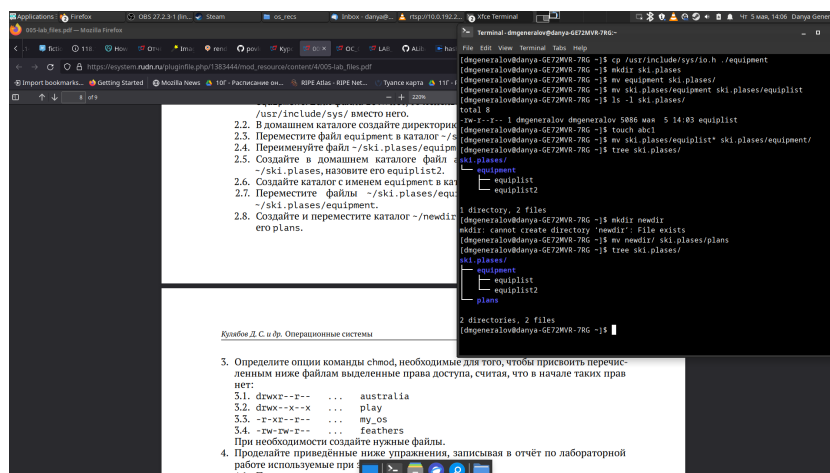 Applications
Firefox
OBS 27.2.3-1 (lin...
Steam
os_recs
Inbox - danya@...
rtsp://10.0.192.2...
Xfce Terminal
Чт 5 мая, 14:06
Danya Gener
005-lab_files.pdf — Mozilla Firefox
https://esystem.rudn.ru/pluginfile.php/1383444/mod_resource/content/4/005-lab_files.pdf
Import bookmarks...
Getting Started
Mozilla News
10Г - Расписание он...
RIPE Atlas - RIPE Net...
Туапсе карта
8 of 9
220%
/usr/include/sys/ вместо него.
2.2. В домашнем каталоге создайте директорик
2.3. Переместите файл equipment в каталог ~/s
2.4. Переименуйте файл ~/ski.plases/equipm
2.5. Создайте в домашнем каталоге файл a
~/ski.plases, назовите его equiplist2.
2.6. Создайте каталог с именем equipment в кат
2.7. Переместите файлы ~/ski.plases/equi
~/ski.plases/equipment.
2.8. Создайте и переместите каталог ~/newdir
его plans.
Кулябов Д. С. и др. Операционные системы
3. Определите опции команды chmod, необходимые для того, чтобы присвоить перечис-
ленным ниже файлам выделенные права доступа, считая, что в начале таких прав
нет:
3.1. drwxr--r-- ... australia
3.2. drwx--x--x ... play
3.3. -r-xr--r-- ... my_os
3.4. -rw-rw-r-- ... feathers
При необходимости создайте нужные файлы.
4. Проделайте приведённые ниже упражнения, записывая в отчёт по лабораторной
работе используемые при
Terminal - dmgeneralov@danya-GE72MVR-7RG:~
File Edit View Terminal Tabs Help
[dmgeneralov@danya-GE72MVR-7RG ~]$ cp /usr/include/sys/io.h ./equipment
[dmgeneralov@danya-GE72MVR-7RG ~]$ mkdir ski.plases
[dmgeneralov@danya-GE72MVR-7RG ~]$ mv equipment ski.plases/
[dmgeneralov@danya-GE72MVR-7RG ~]$ mv ski.plases/equipment ski.plases/equiplist
[dmgeneralov@danya-GE72MVR-7RG ~]$ ls -l ski.plases/
total 8
-rw-r--r-- 1 dmgeneralov dmgeneralov 5086 мая 5 14:03 equiplist
[dmgeneralov@danya-GE72MVR-7RG ~]$ touch abc1
[dmgeneralov@danya-GE72MVR-7RG ~]$ mv ski.plases/equiplist* ski.plases/equipment/
[dmgeneralov@danya-GE72MVR-7RG ~]$ tree ski.plases/
ski.plases/
└── equipment
├── equiplist
└── equiplist2
1 directory, 2 files
[dmgeneralov@danya-GE72MVR-7RG ~]$ mkdir newdir
mkdir: cannot create directory 'newdir': File exists
[dmgeneralov@danya-GE72MVR-7RG ~]$ mv newdir/ ski.plases/plans
[dmgeneralov@danya-GE72MVR-7RG ~]$ tree ski.plases/
ski.plases/
├── equipment
│   ├── equiplist
│   └── equiplist2
└── plans
2 directories, 2 files
[dmgeneralov@danya-GE72MVR-7RG ~]$